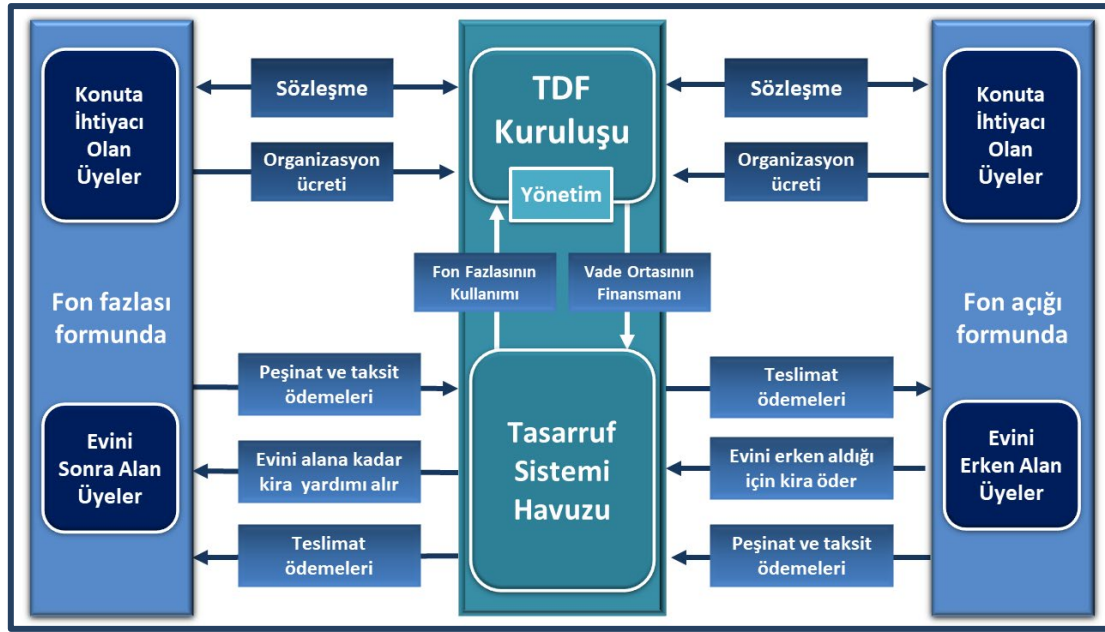 Konuta
İhtiyacı
Olan
Üyeler
Fon fazlası
formunda
Evini
Sonra Alan
Üyeler
Sözleşme
Organizasyon
ücreti
Peşinat ve taksit
ödemeleri
Evini alana kadar
kira yardımı alır
Teslimat
ödemeleri
TDF
Kuruluşu
Yönetim
Fon Fazlasının
Kullanımı
Vade Ortasının
Finansmanı
Tasarruf
Sistemi
Havuzu
Sözleşme
Organizasyon
ücreti
Teslimat
ödemeleri
Evini erken aldığı
için kira öder
Peşinat ve taksit
ödemeleri
Konuta
İhtiyacı
Olan
Üyeler
Fon açığı
formunda
Evini
Erken Alan
Üyeler